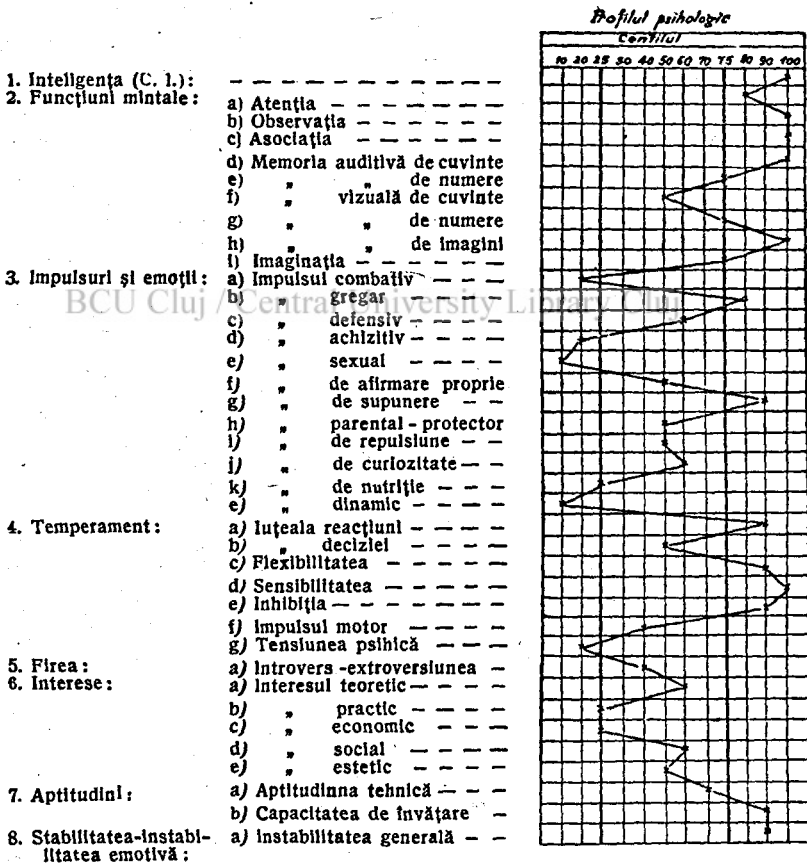 Profilul psihologic
Centilul
10 20 25 30 40 50 60 70 75 80 90 100
1. Inteligența (C. I.): — — — — — — — — — — — — — —
2. Funcțiuni mintale: a) Atenția — — — — — —
b) Observația — — — — —
c) Asociația — — — — — —
d) Memoria auditivă de cuvinte
e) „ „ de numere
f) „ vizuală de cuvinte
g) „ „ de numere
h) „ „ de imagini
i) Imaginația — — — — — —
3. Impulsuri și emoții: a) Impulsul combativ — — —
b) „ gregar — — — —
c) „ defensiv — — — —
d) „ achizitiv — — — —
e) „ sexual — — — —
f) „ de afirmare proprie
g) „ de supunere — —
h) „ parental-protector
i) „ de repulsiune — —
j) „ de curiozitate — —
k) „ de nutriție — — —
e) „ dinamic — — — —
4. Temperament: a) Iuțeala reacțiuni — — — —
b) „ deciziei — — — —
c) Flexibilitatea — — — — —
d) Sensibilitatea — — — — —
e) Inhibiția — — — — — — —
f) Impulsul motor — — — —
g) Tensiunea psihică — — —
5. Firea: a) Introvers-extroversiunea —
6. Interese: a) Interesul teoretic — — — —
b) „ practic — — — —
c) „ economic — — —
d) „ social — — — —
e) „ estetic — — — —
7. Aptitudini: a) Aptitudinna tehnică — — —
b) Capacitatea de învățare —
8. Stabilitatea-instabi- a) Instabilitatea generală — —
litatea emotivă:
BCU Cluj / Central University Library Cluj